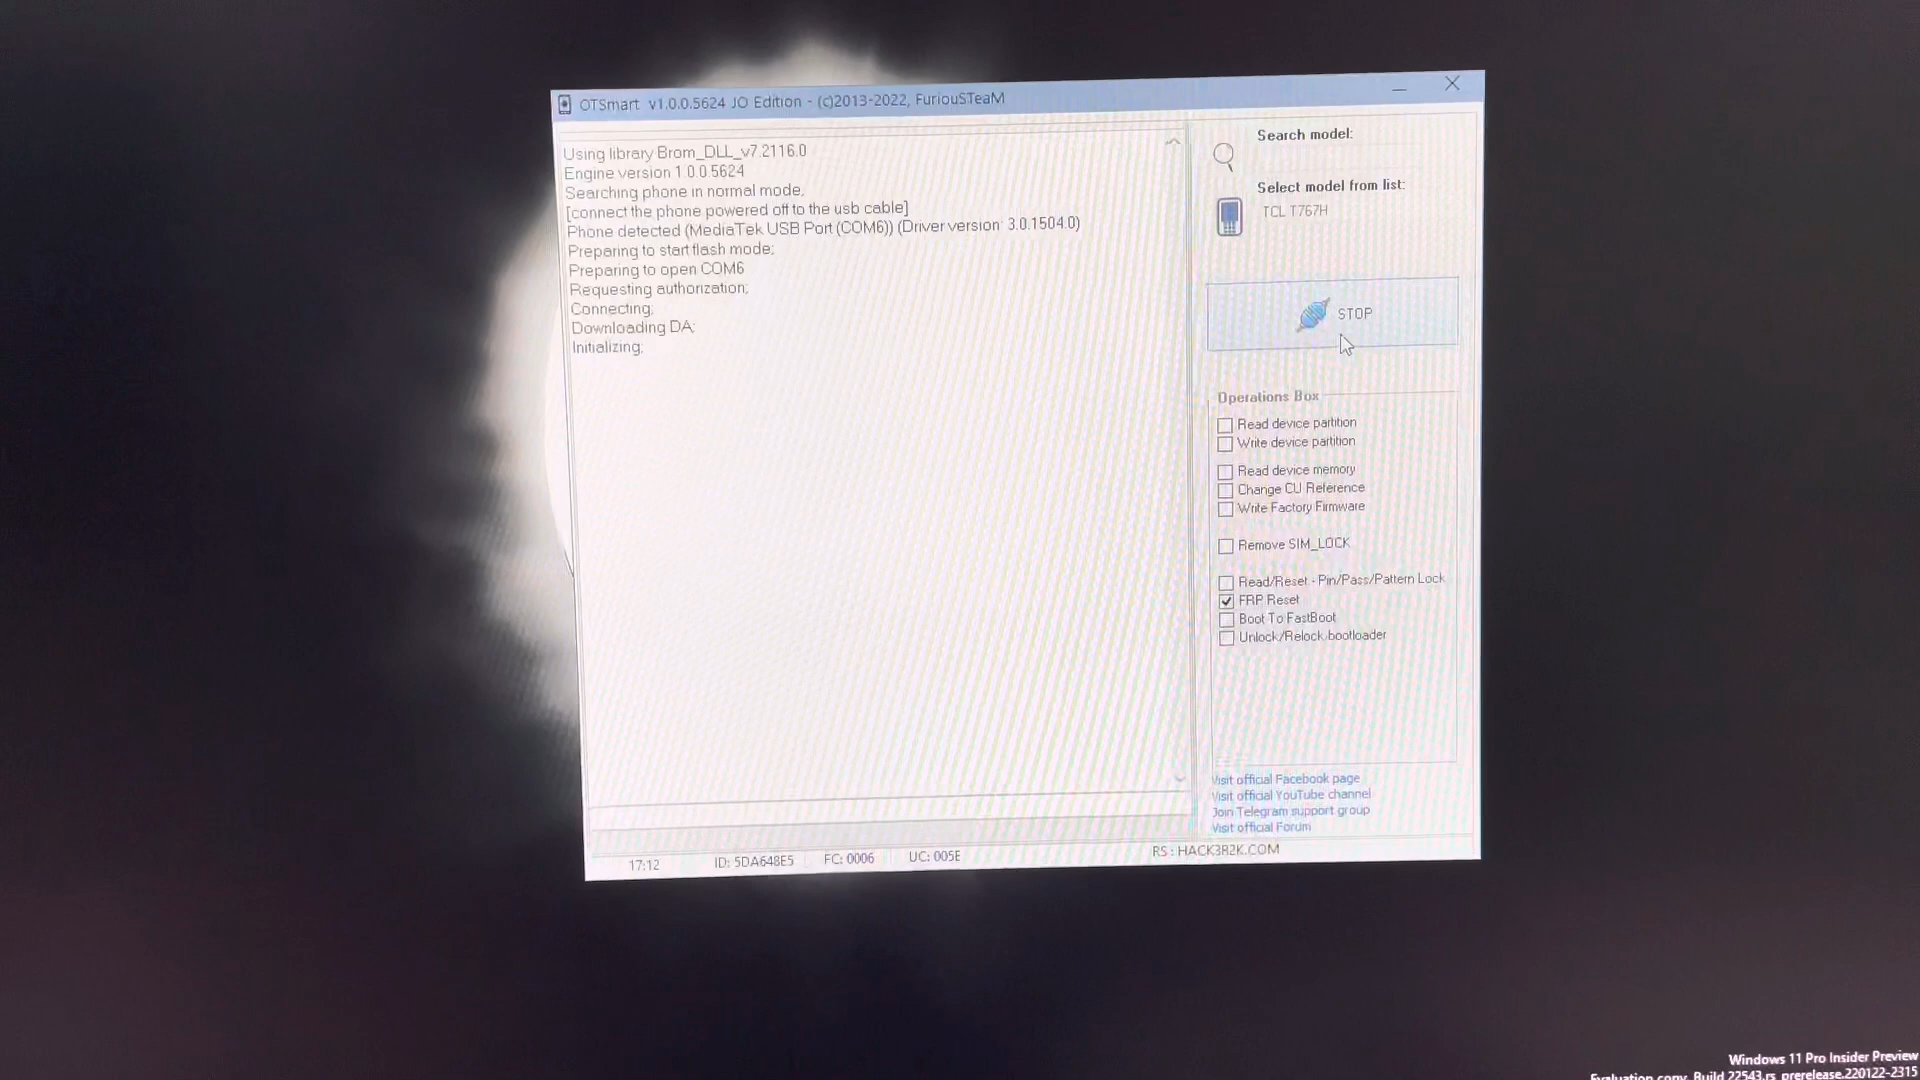 OTSmart v1.0.0.5624 JO Edition - (c)2013-2022, FuriouSTeaM
Using library Brom_DLL_v7.2116.0
Engine version 1.0.0.5624
Searching phone in normal mode.
[connect the phone powered off to the usb cable]
Phone detected (MediaTek USB Port (COM6)) (Driver version: 3.0.1504.0)
Preparing to start flash mode;
Preparing to open COM6
Requesting authorization;
Connecting;
Downloading DA;
Initializing;
Search model:
Select model from list:
TCL T767H
STOP
Operations Box
Read device partition
Write device partition
Read device memory
Change CU Reference
Write Factory Firmware
Remove SIM_LOCK
Read/Reset - Pin/Pass/Pattern Lock
FRP Reset
Boot To FastBoot
Unlock/Relock bootloader
Visit official Facebook page
Visit official YouTube channel
Join Telegram support group
Visit official Forum
17:12 ID: 5DA648E5 FC: 0006 UC: 005E RS : HACK3R2K.COM
Windows 11 Pro Insider Preview
Evaluation copy. Build 22543.rs_prerelease.220122-2315